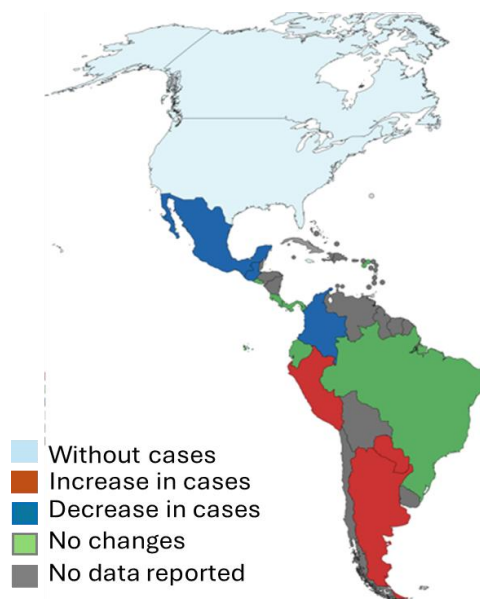 Without cases
Increase in cases
Decrease in cases
No changes
No data reported